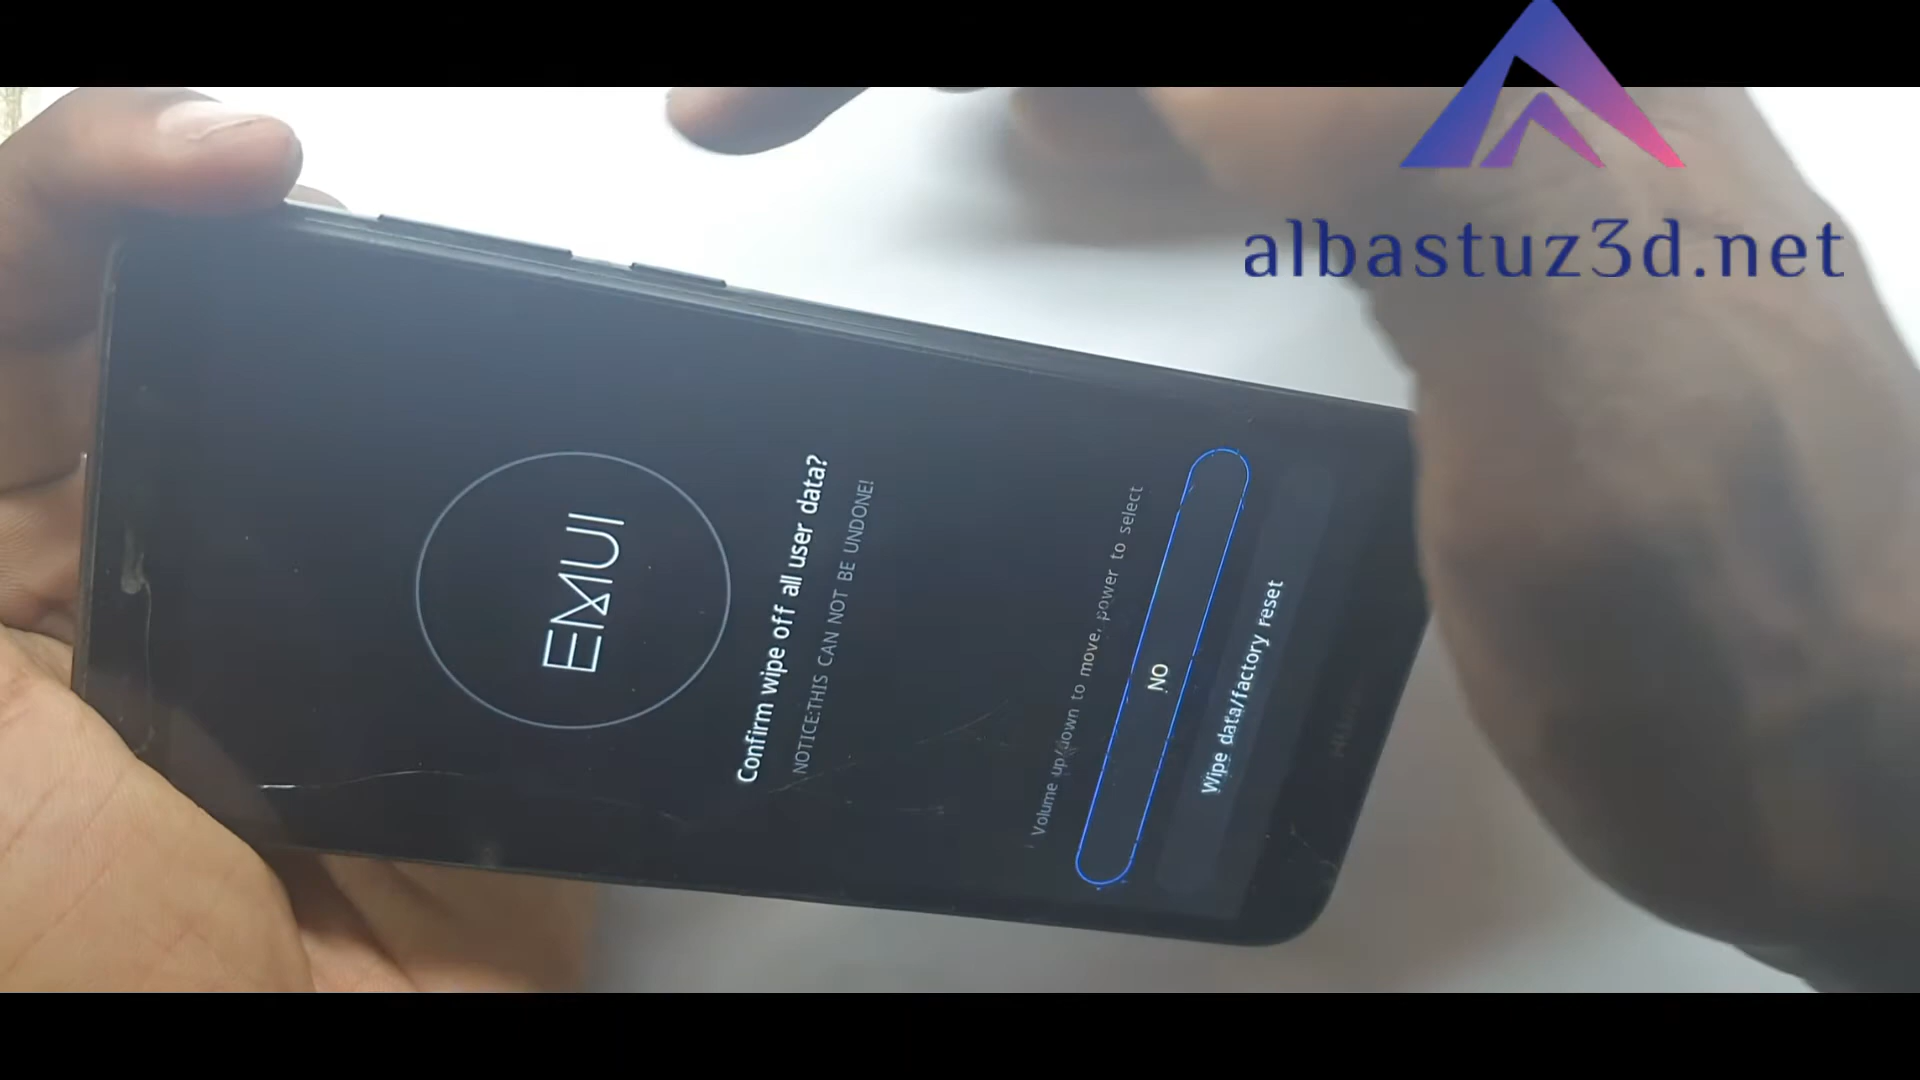 albastuz3d.net
EMUI
Confirm wipe off all user data?
NOTICE:THIS CAN NOT BE UNDONE!
Volume up/down to move, power to select
NO
Wipe data/factory reset